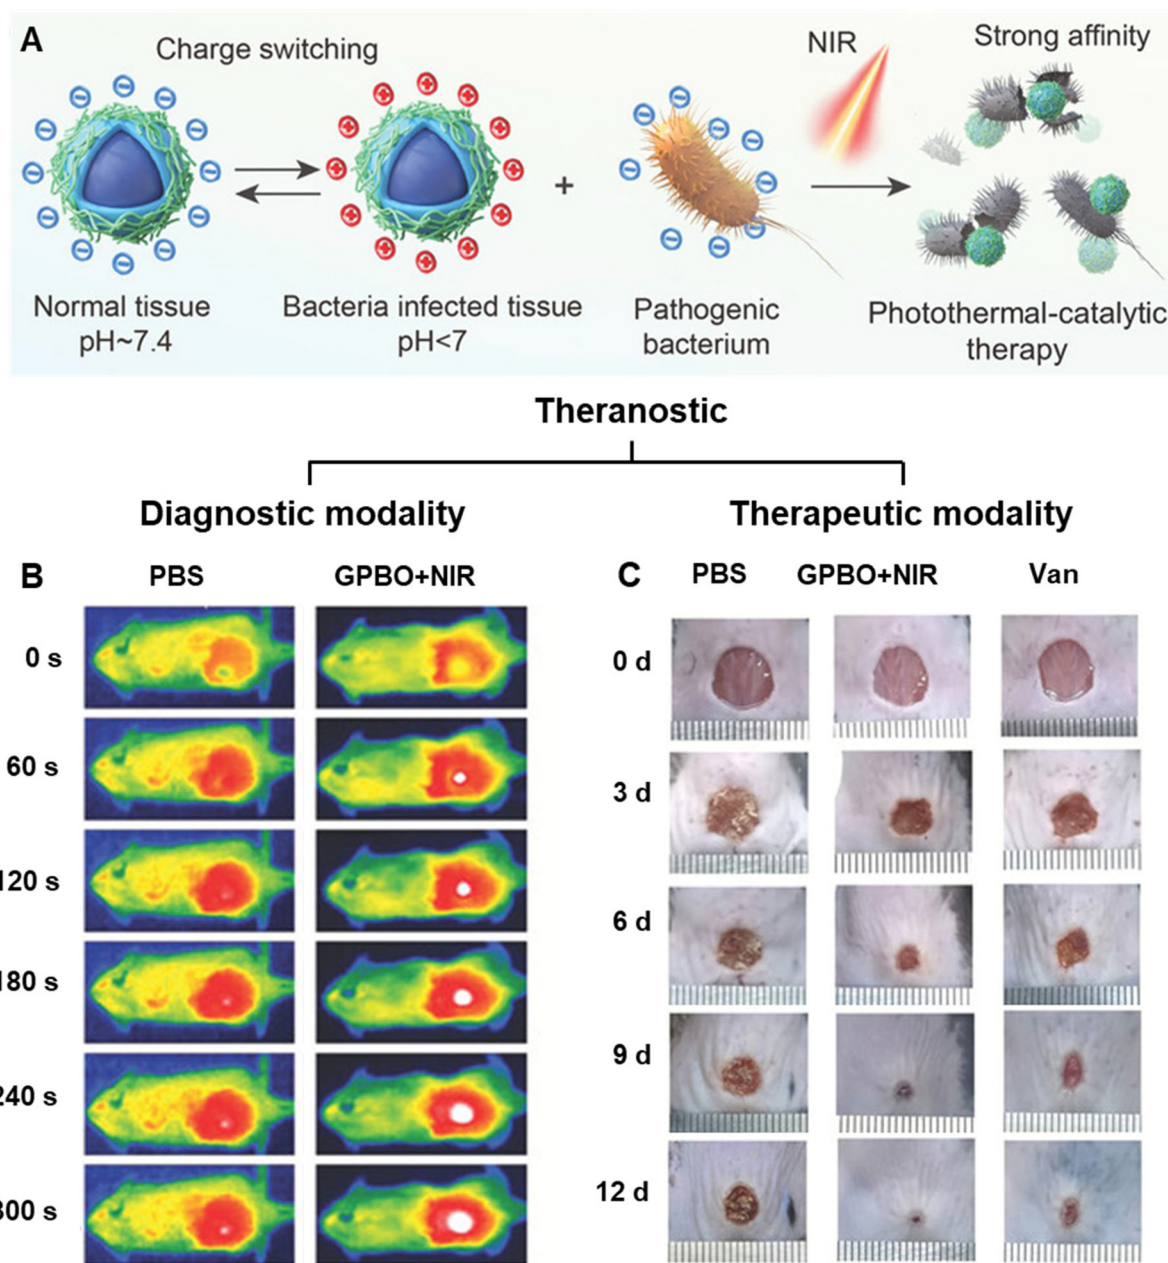 A
Charge switching
NIR
Strong affinity
+
Normal tissue
pH~7.4
Bacteria infected tissue
pH<7
Pathogenic
bacterium
Photothermal-catalytic
therapy
Theranostic
Diagnostic modality
Therapeutic modality
B
PBS
GPBO+NIR
0 s
60 s
120 s
180 s
240 s
300 s
C
PBS
GPBO+NIR
Van
0 d
3 d
6 d
9 d
12 d